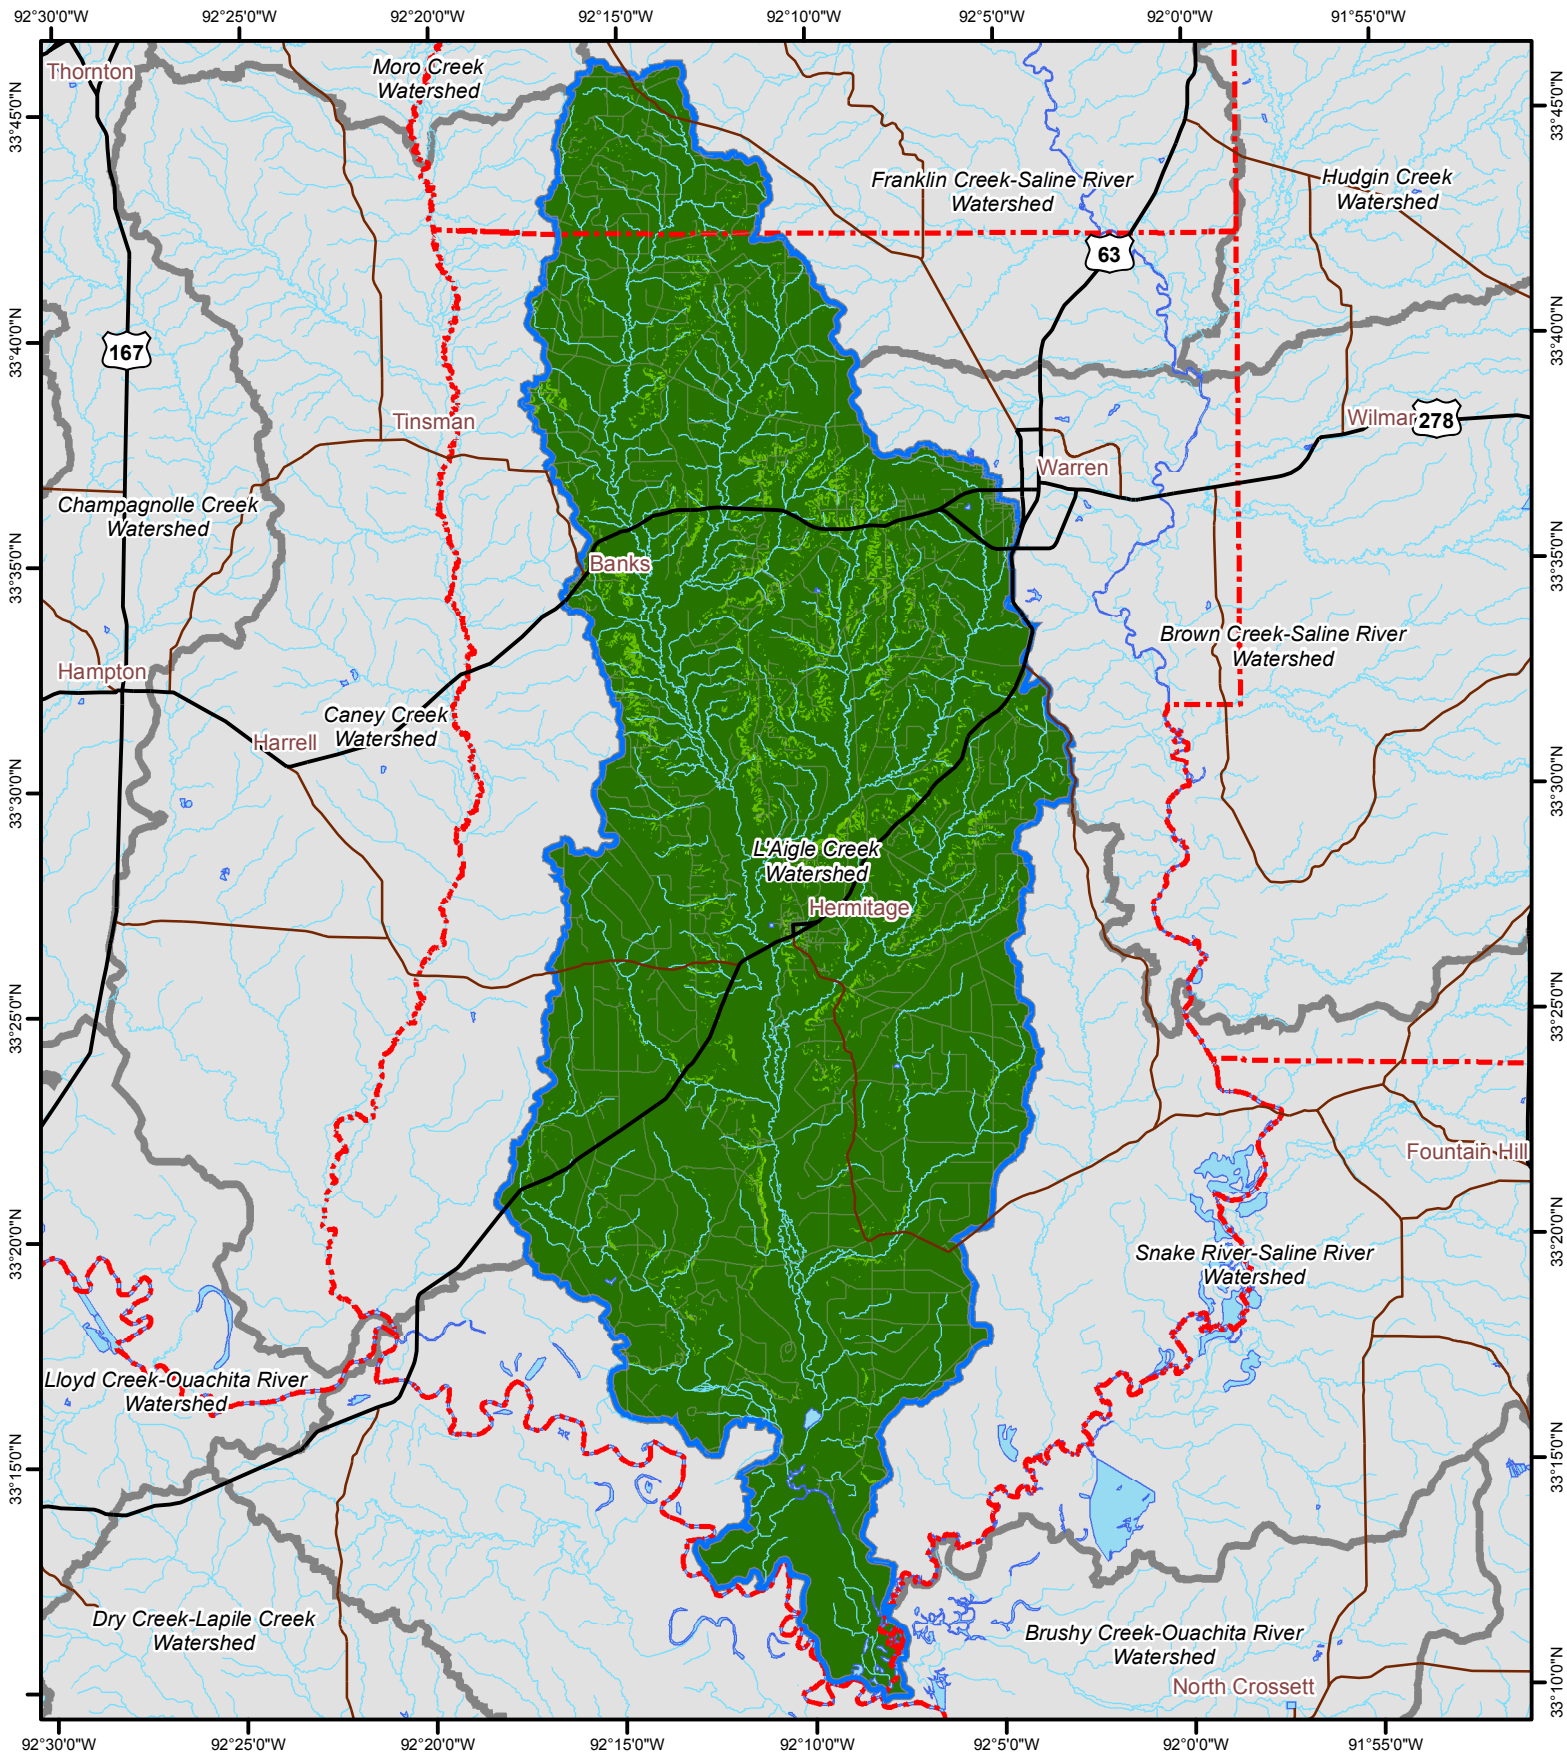 92°30'0"W
92°25'0"W
92°20'0"W
92°15'0"W
92°10'0"W
92°5'0"W
92°0'0"W
91°55'0"W
Thornton
Moro Creek
Watershed
33°45'0"N
33°45'0"N
Franklin Creek-Saline River
Watershed
Hudgin Creek
Watershed
63
33°40'0"N
167
33°40'0"N
Tinsman
Wilmar
278
Warren
Champagnolle Creek
Watershed
33°35'0"N
Banks
33°35'0"N
Brown Creek-Saline River
Watershed
Hampton
Caney Creek
Watershed
Harrell
33°30'0"N
33°30'0"N
L'Aigle Creek
Watershed
Hermitage
33°25'0"N
33°25'0"N
Fountain Hill
33°20'0"N
33°20'0"N
Snake River-Saline River
Watershed
Lloyd Creek-Ouachita River
Watershed
33°15'0"N
33°15'0"N
Dry Creek-Lapile Creek
Watershed
Brushy Creek-Ouachita River
Watershed
North Crossett
33°10'0"N
92°30'0"W
92°25'0"W
92°20'0"W
92°15'0"W
92°10'0"W
92°5'0"W
92°0'0"W
91°55'0"W